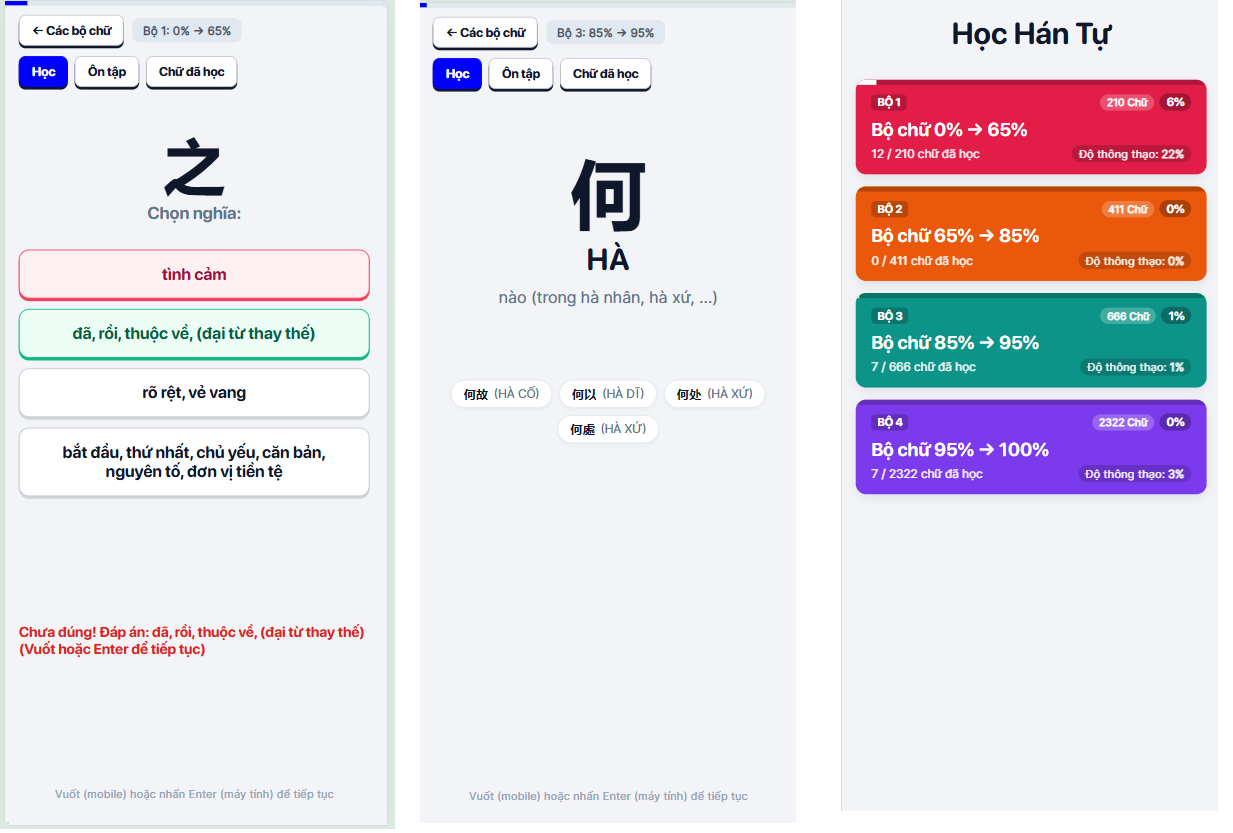 ← Các bộ chữ
Bộ 1: 0% → 65%
Học
Ôn tập
Chữ đã học
之
Chọn nghĩa:
tình cảm
đã, rồi, thuộc về, (đại từ thay thế)
rõ rệt, vẻ vang
bắt đầu, thứ nhất, chủ yếu, căn bản,
nguyên tố, đơn vị tiền tệ
Chưa đúng! Đáp án: đã, rồi, thuộc về, (đại từ thay thế)
(Vuốt hoặc Enter để tiếp tục)
Vuốt (mobile) hoặc nhấn Enter (máy tính) để tiếp tục
← Các bộ chữ
Bộ 3: 85% → 95%
Học
Ôn tập
Chữ đã học
何
HÀ
nào (trong hà nhân, hà xứ, ...)
何故 (HÀ CỐ)
何以 (HÀ DĨ)
何处 (HÀ XỨ)
何處 (HÀ XỨ)
Vuốt (mobile) hoặc nhấn Enter (máy tính) để tiếp tục
Học Hán Tự
BỘ 1
210 Chữ
6%
Bộ chữ 0% → 65%
12 / 210 chữ đã học
Độ thông thạo: 22%
BỘ 2
411 Chữ
0%
Bộ chữ 65% → 85%
0 / 411 chữ đã học
Độ thông thạo: 0%
BỘ 3
666 Chữ
1%
Bộ chữ 85% → 95%
7 / 666 chữ đã học
Độ thông thạo: 1%
BỘ 4
2322 Chữ
0%
Bộ chữ 95% → 100%
7 / 2322 chữ đã học
Độ thông thạo: 3%